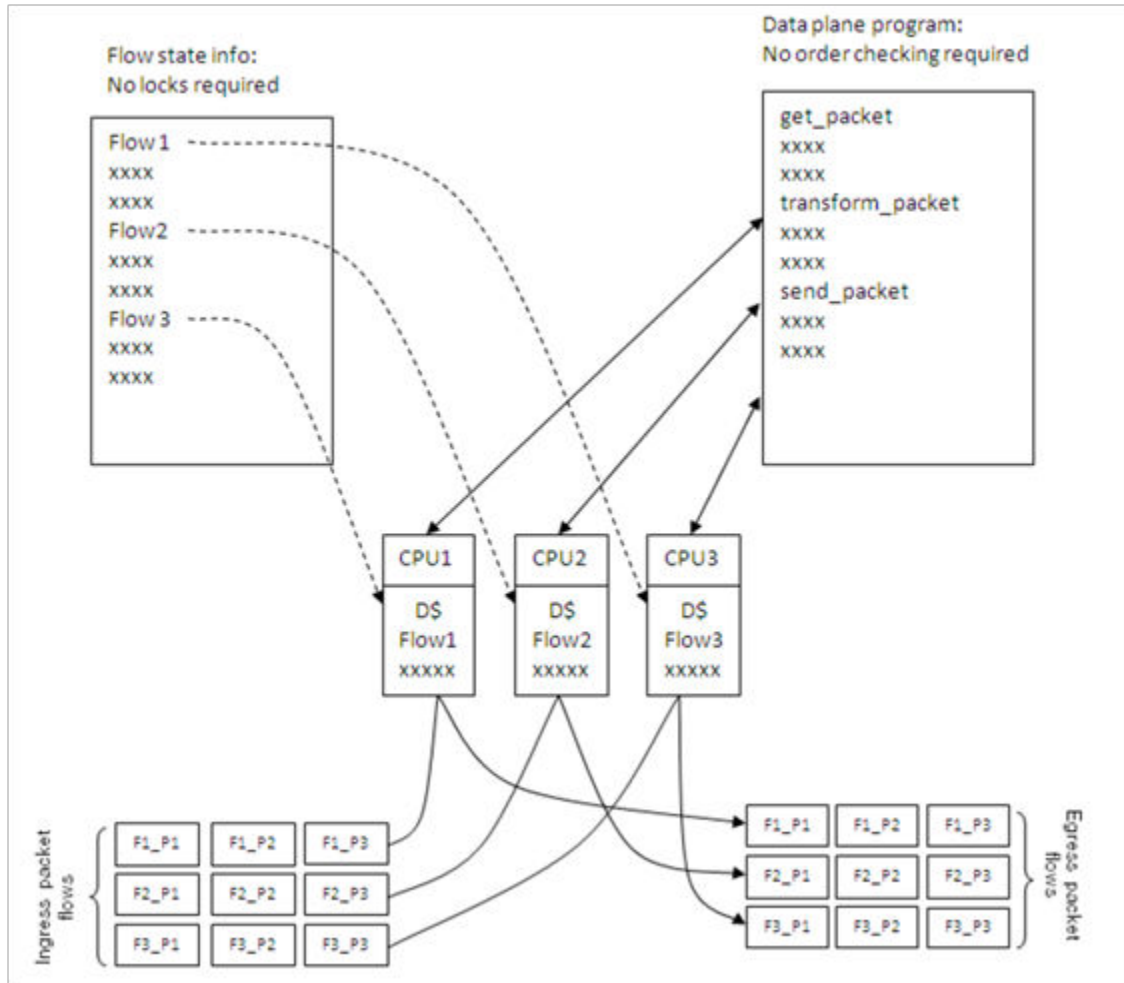 Flow state info:
No locks required
Flow 1
xxxx
xxxx
Flow2
xxxx
xxxx
Flow 3
xxxx
xxxx
Data plane program:
No order checking required
get_packet
xxxx
xxxx
transform_packet
xxxx
xxxx
send_packet
xxxx
xxxx
CPU1
D$
Flow1
xxxxx
CPU2
D$
Flow2
xxxxx
CPU3
D$
Flow3
xxxxx
Ingress packet
flows
F1_P1 F1_P2 F1_P3
F2_P1 F2_P2 F2_P3
F3_P1 F3_P2 F3_P3
F1_P1 F1_P2 F1_P3
F2_P1 F2_P2 F2_P3
F3_P1 F3_P2 F3_P3
Egress packet
flows